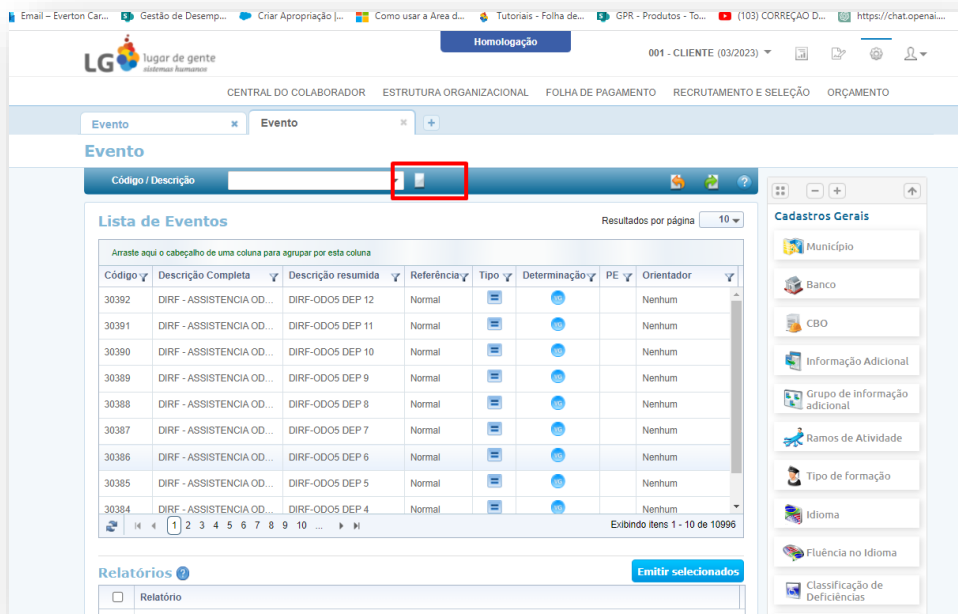 Email – Everton Car... Gestão de Desemp... Criar Apropriação |... Como usar a Area d... Tutoriais - Folha de... GPR - Produtos - To... (103) CORREÇAO D... https://chat.openai....
LG lugar de gente
sistemas humanos
Homologação
001 - CLIENTE (03/2023)
CENTRAL DO COLABORADOR ESTRUTURA ORGANIZACIONAL FOLHA DE PAGAMENTO RECRUTAMENTO E SELEÇÃO ORÇAMENTO
Evento × Evento × +
Evento
Código / Descrição
Lista de Eventos
Resultados por página 10
Arraste aqui o cabeçalho de uma coluna para agrupar por esta coluna
Código Descrição Completa Descrição resumida Referência Tipo Determinação PE Orientador
30392 DIRF - ASSISTENCIA OD... DIRF-ODO5 DEP 12 Normal Nenhum
30391 DIRF - ASSISTENCIA OD... DIRF-ODO5 DEP 11 Normal Nenhum
30390 DIRF - ASSISTENCIA OD... DIRF-ODO5 DEP 10 Normal Nenhum
30389 DIRF - ASSISTENCIA OD... DIRF-ODO5 DEP 9 Normal Nenhum
30388 DIRF - ASSISTENCIA OD... DIRF-ODO5 DEP 8 Normal Nenhum
30387 DIRF - ASSISTENCIA OD... DIRF-ODO5 DEP 7 Normal Nenhum
30386 DIRF - ASSISTENCIA OD... DIRF-ODO5 DEP 6 Normal Nenhum
30385 DIRF - ASSISTENCIA OD... DIRF-ODO5 DEP 5 Normal Nenhum
30384 DIRF - ASSISTENCIA OD... DIRF-ODO5 DEP 4 Normal Nenhum
1 2 3 4 5 6 7 8 9 10 ... Exibindo itens 1 - 10 de 10996
Relatórios ?
Emitir selecionados
Relatório
Cadastros Gerais
Município
Banco
CBO
Informação Adicional
Grupo de informação
adicional
Ramos de Atividade
Tipo de formação
Idioma
Fluência no Idioma
Classificação de
Deficiências